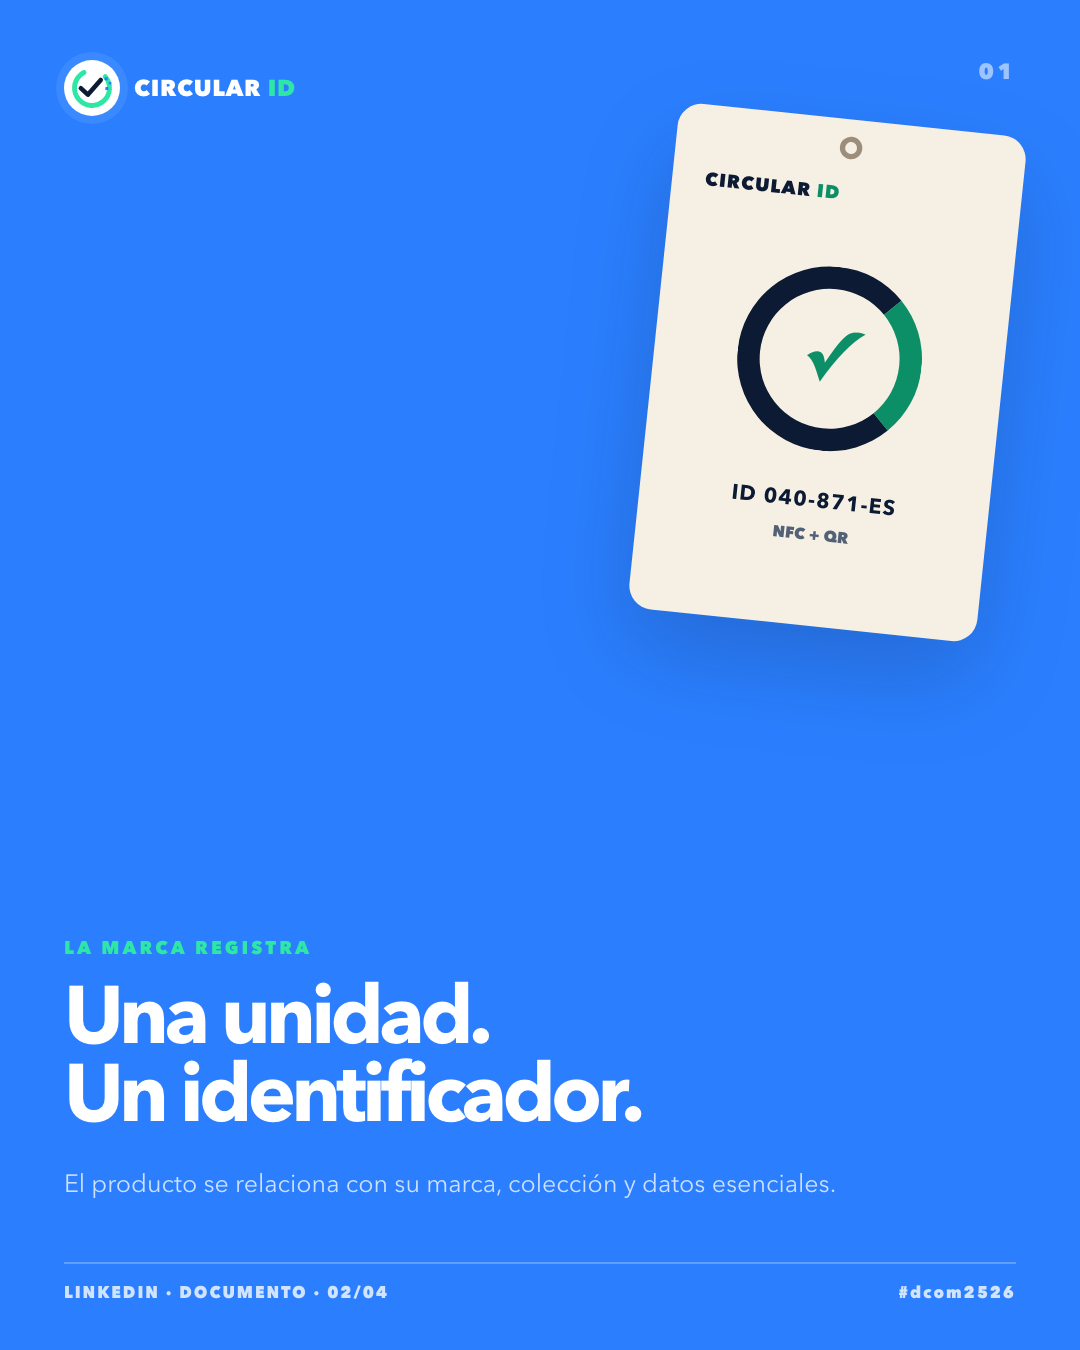 CIRCULAR ID
01
CIRCULAR ID
ID 040-871-ES
NFC + QR
LA MARCA REGISTRA
Una unidad.
Un identificador.
El producto se relaciona con su marca, colección y datos esenciales.
LINKEDIN · DOCUMENTO · 02/04
#dcom2526